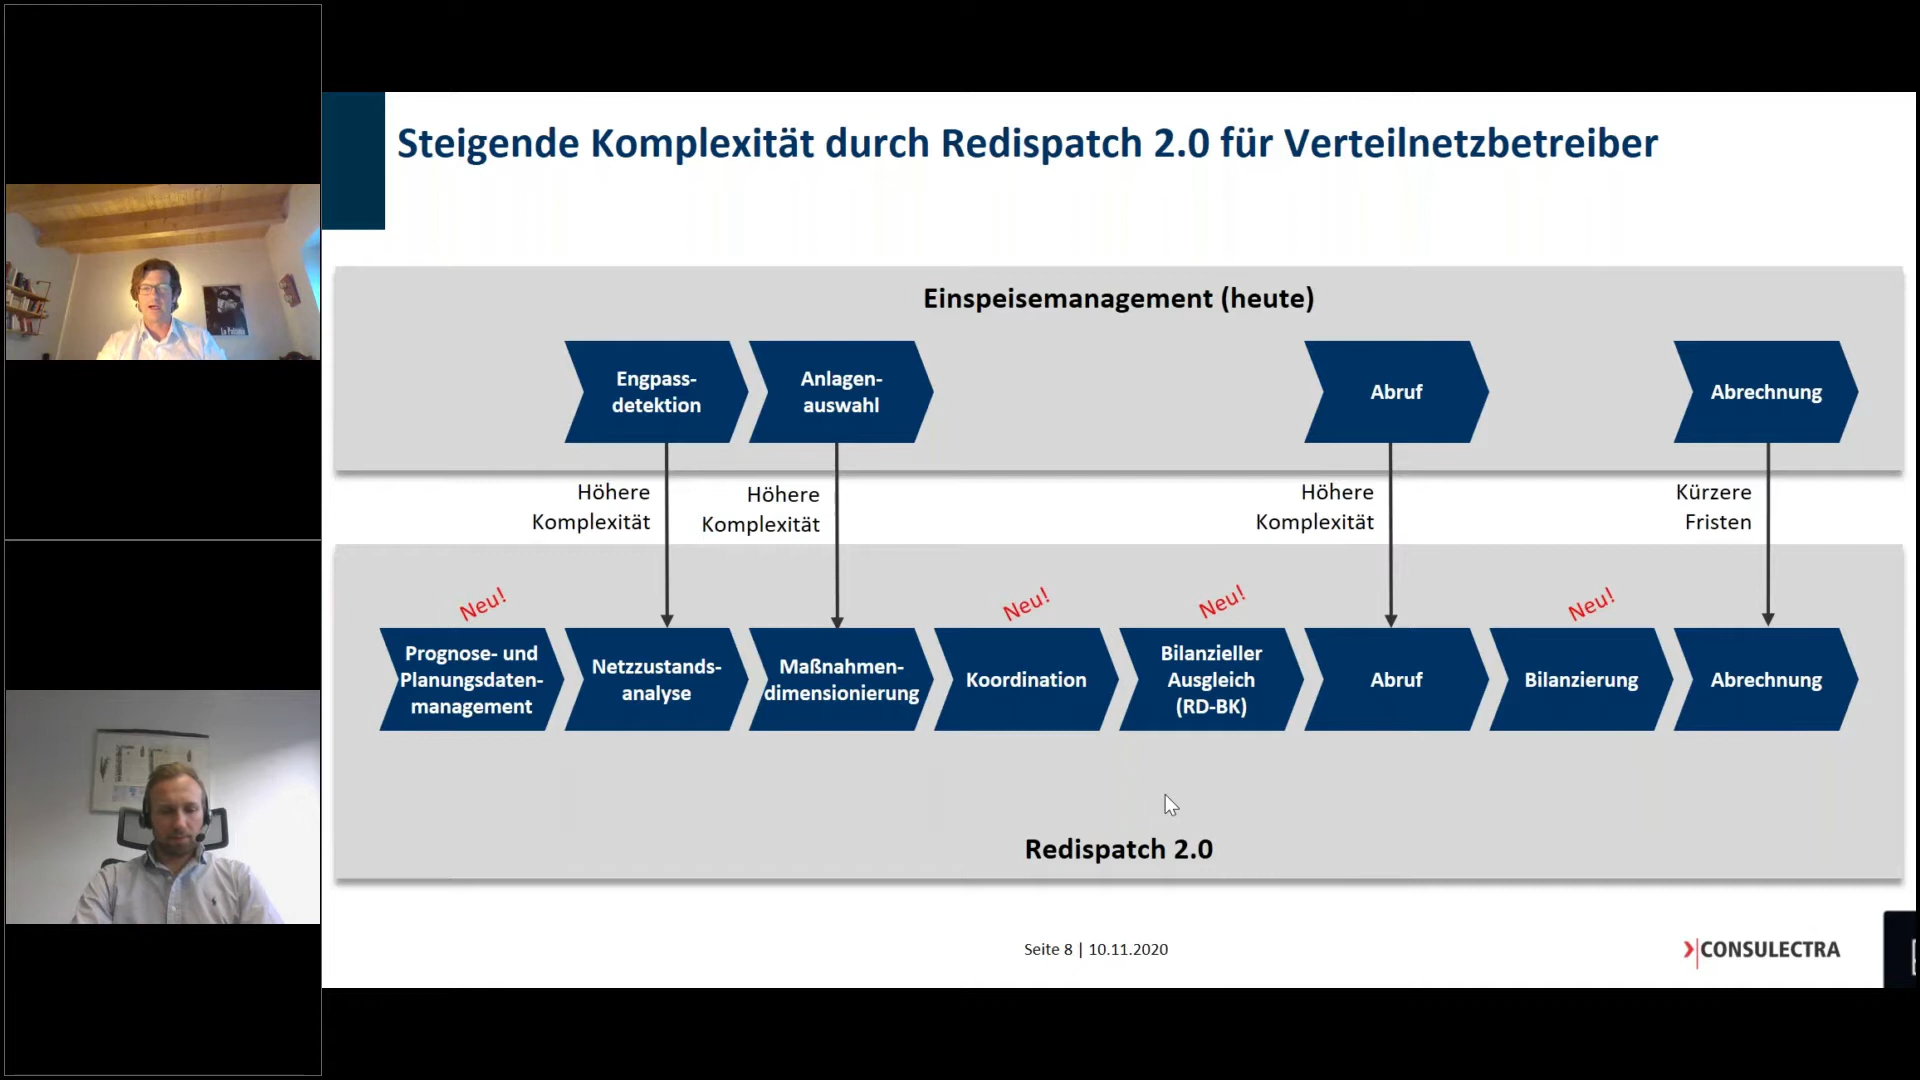 Steigende Komplexität durch Redispatch 2.0 für Verteilnetzbetreiber
Einspeisemanagement (heute)
Engpass-
detektion
Anlagen-
auswahl
Abruf
Abrechnung
Höhere
Komplexität
Höhere
Komplexität
Höhere
Komplexität
Kürzere
Fristen
Neu!
Neu!
Neu!
Neu!
Prognose- und
Planungsdaten-
management
Netzzustands-
analyse
Maßnahmen-
dimensionierung
Koordination
Bilanzieller
Ausgleich
(RD-BK)
Abruf
Bilanzierung
Abrechnung
Redispatch 2.0
Seite 8 | 10.11.2020
CONSULECTRA